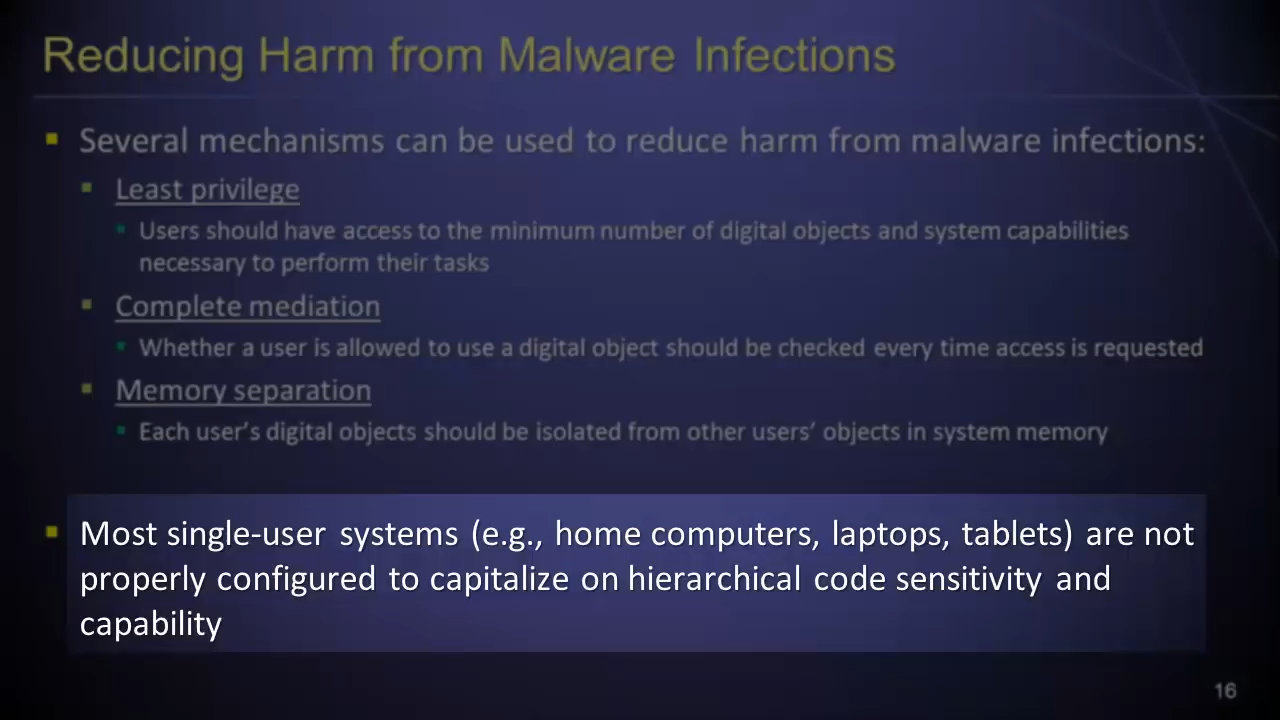 Reducing Harm from Malware Infections
Several mechanisms can be used to reduce harm from malware infections:
Least privilege
Users should have access to the minimum number of digital objects and system capabilities
necessary to perform their tasks
Complete mediation
Whether a user is allowed to use a digital object should be checked every time access is requested
Memory separation
Each user’s digital objects should be isolated from other users’ objects in system memory
Most single-user systems (e.g., home computers, laptops, tablets) are not
properly configured to capitalize on hierarchical code sensitivity and
capability
16